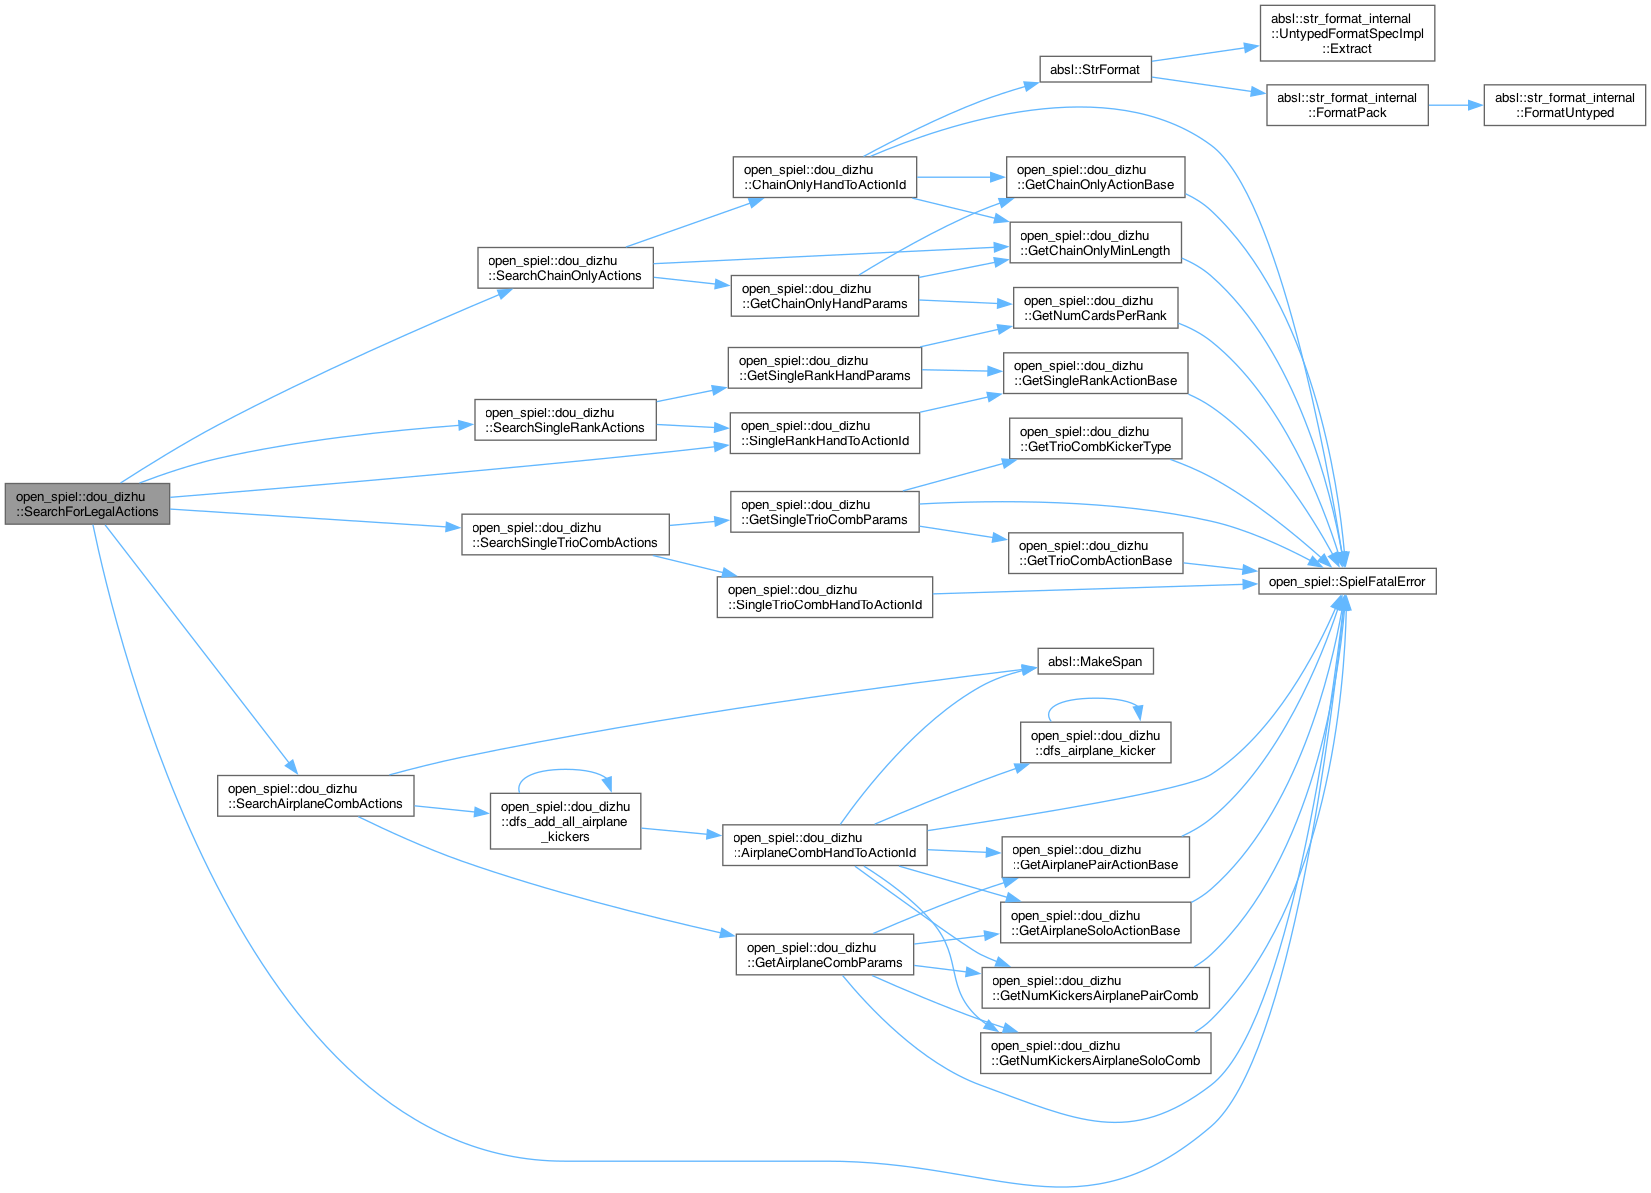 open_spiel::dou_dizhu
::SearchForLegalActions
open_spiel::dou_dizhu
::SearchChainOnlyActions
open_spiel::dou_dizhu
::SearchSingleRankActions
open_spiel::dou_dizhu
::SearchSingleTrioCombActions
open_spiel::dou_dizhu
::SearchAirplaneCombActions
open_spiel::dou_dizhu
::dfs_add_all_airplane
_kickers
open_spiel::dou_dizhu
::ChainOnlyHandToActionId
open_spiel::dou_dizhu
::GetChainOnlyHandParams
open_spiel::dou_dizhu
::GetSingleRankHandParams
open_spiel::dou_dizhu
::SingleRankHandToActionId
open_spiel::dou_dizhu
::GetSingleTrioCombParams
open_spiel::dou_dizhu
::SingleTrioCombHandToActionId
open_spiel::dou_dizhu
::AirplaneCombHandToActionId
open_spiel::dou_dizhu
::GetAirplaneCombParams
absl::StrFormat
open_spiel::dou_dizhu
::GetChainOnlyActionBase
open_spiel::dou_dizhu
::GetChainOnlyMinLength
open_spiel::dou_dizhu
::GetNumCardsPerRank
open_spiel::dou_dizhu
::GetSingleRankActionBase
open_spiel::dou_dizhu
::GetTrioCombKickerType
open_spiel::dou_dizhu
::GetTrioCombActionBase
absl::MakeSpan
open_spiel::dou_dizhu
::dfs_airplane_kicker
open_spiel::dou_dizhu
::GetAirplanePairActionBase
open_spiel::dou_dizhu
::GetAirplaneSoloActionBase
open_spiel::dou_dizhu
::GetNumKickersAirplanePairComb
open_spiel::dou_dizhu
::GetNumKickersAirplaneSoloComb
absl::str_format_internal
::UntypedFormatSpecImpl
::Extract
absl::str_format_internal
::FormatPack
absl::str_format_internal
::FormatUntyped
open_spiel::SpielFatalError